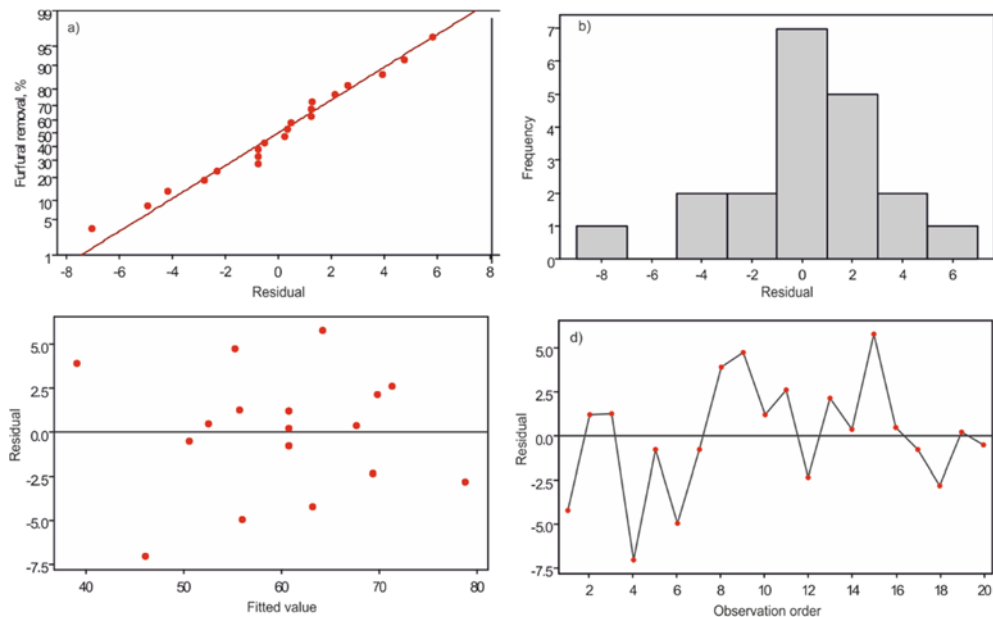 a)
Furfural removal, %
99
95
90
80
70
60
50
40
30
20
10
5
1
-8 -6 -4 -2 0 2 4 6 8
Residual
b)
Frequency
7
6
5
4
3
2
1
0
-8 -6 -4 -2 0 2 4 6
Residual
Residual
5.0
2.5
0.0
-2.5
-5.0
-7.5
40 50 60 70 80
Fitted value
d)
Residual
5.0
2.5
0.0
-2.5
-5.0
-7.5
2 4 6 8 10 12 14 16 18 20
Observation order